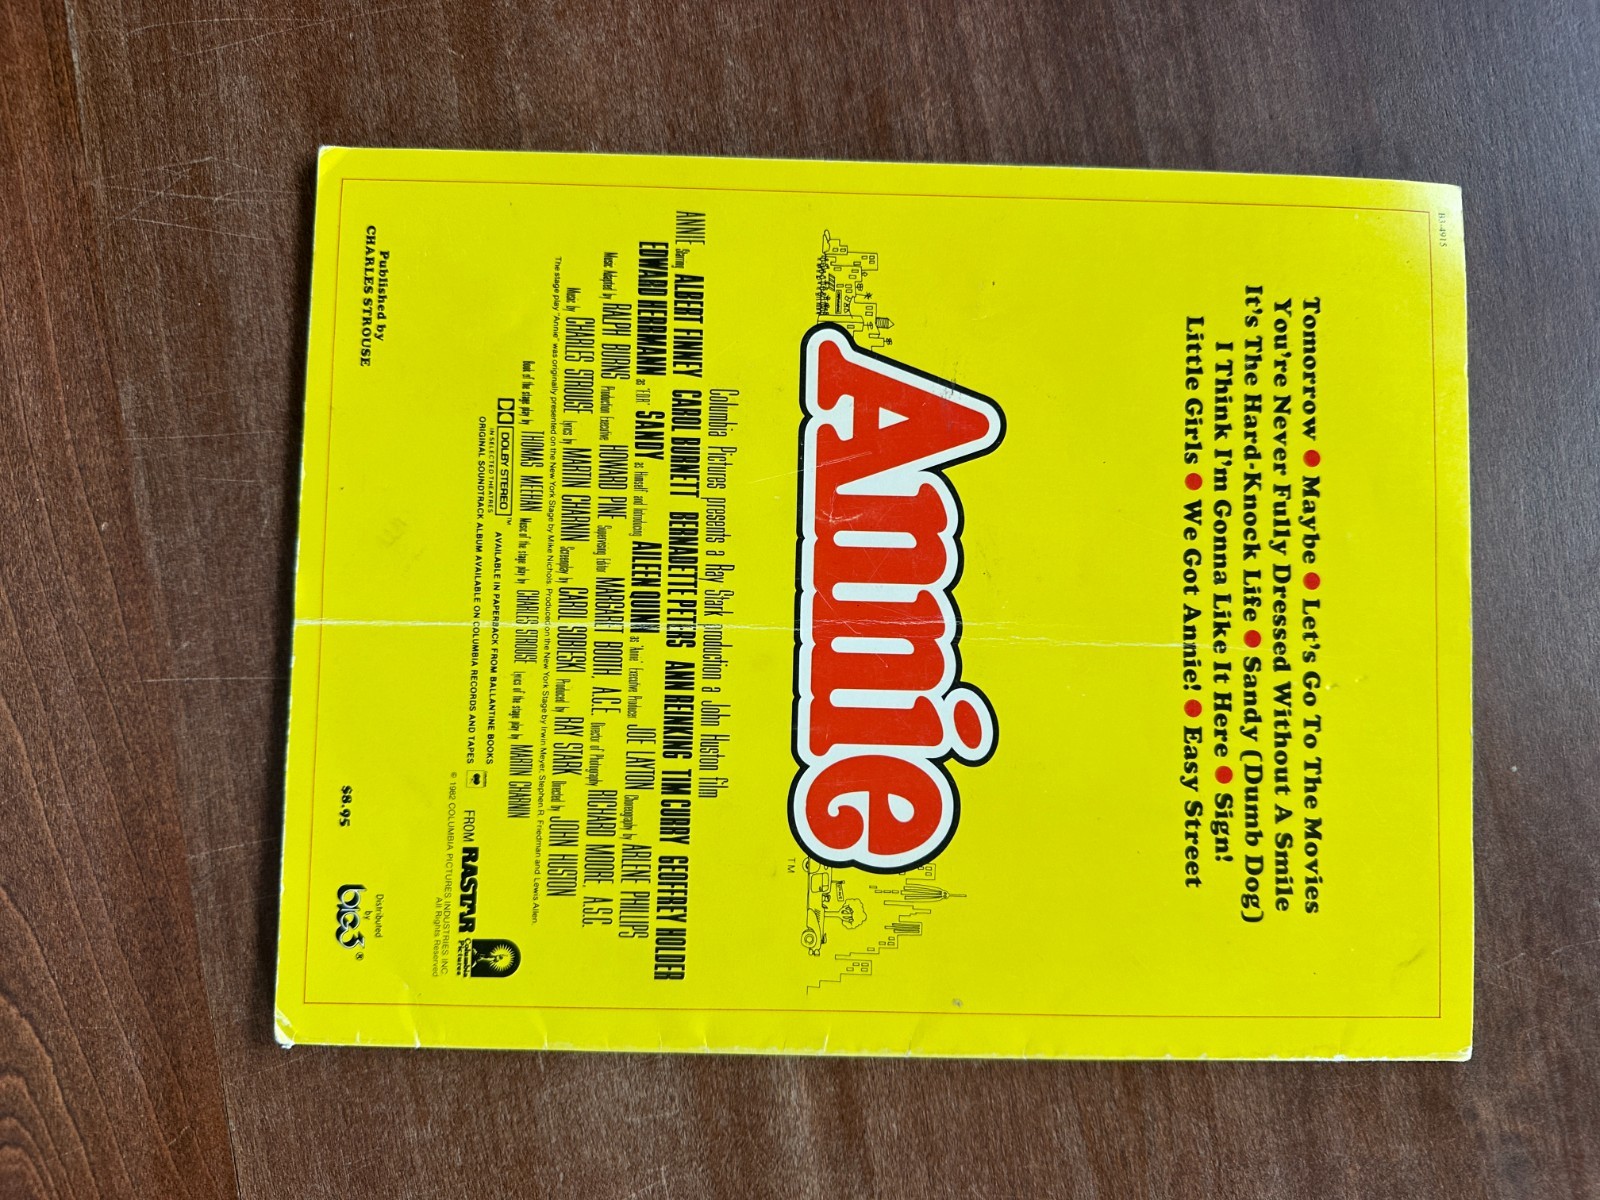 B3-4915
Tomorrow ● Maybe ● Let's Go To The Movies
You're Never Fully Dressed Without A Smile
It's The Hard-Knock Life ● Sandy (Dumb Dog)
I Think I'm Gonna Like It Here ● Sign!
Little Girls ● We Got Annie! ● Easy Street
Annie
TM
Columbia Pictures presents a Ray Stark production a John Huston film
ANNIE Starring ALBERT FINNEY CAROL BURNETT BERNADETTE PETERS ANN REINKING TIM CURRY GEOFFREY HOLDER
EDWARD HERRMANN as 'FDR' SANDY as Himself and introducing AILEEN QUINN as 'Annie' Executive Producer JOE LAYTON Choreography by ARLENE PHILLIPS
Music Adapted by RALPH BURNS Production Executive HOWARD PINE Supervising Editor MARGARET BOOTH, A.C.E. Director of Photography RICHARD MOORE, A.S.C.
Music by CHARLES STROUSE Lyrics by MARTIN CHARNIN Screenplay by CAROL SOBIESKI Produced by RAY STARK Directed by JOHN HUSTON
The stage play "Annie" was originally presented on the New York Stage by Mike Nichols. Produced on the New York Stage by Irwin Meyer, Stephen R. Friedman and Lewis Allen.
Book of the stage play by THOMAS MEEHAN Music of the stage play by CHARLES STROUSE Lyrics of the stage play by MARTIN CHARNIN
DOLBY STEREO TM
IN SELECTED THEATRES
AVAILABLE IN PAPERBACK FROM BALLANTINE BOOKS
ORIGINAL SOUNDTRACK ALBUM AVAILABLE ON COLUMBIA RECORDS AND TAPES
FROM RASTAR
Columbia
Pictures
© 1982 COLUMBIA PICTURES INDUSTRIES, INC.
All Rights Reserved
Published by
CHARLES STROUSE
$8.95
Distributed
by
big3®